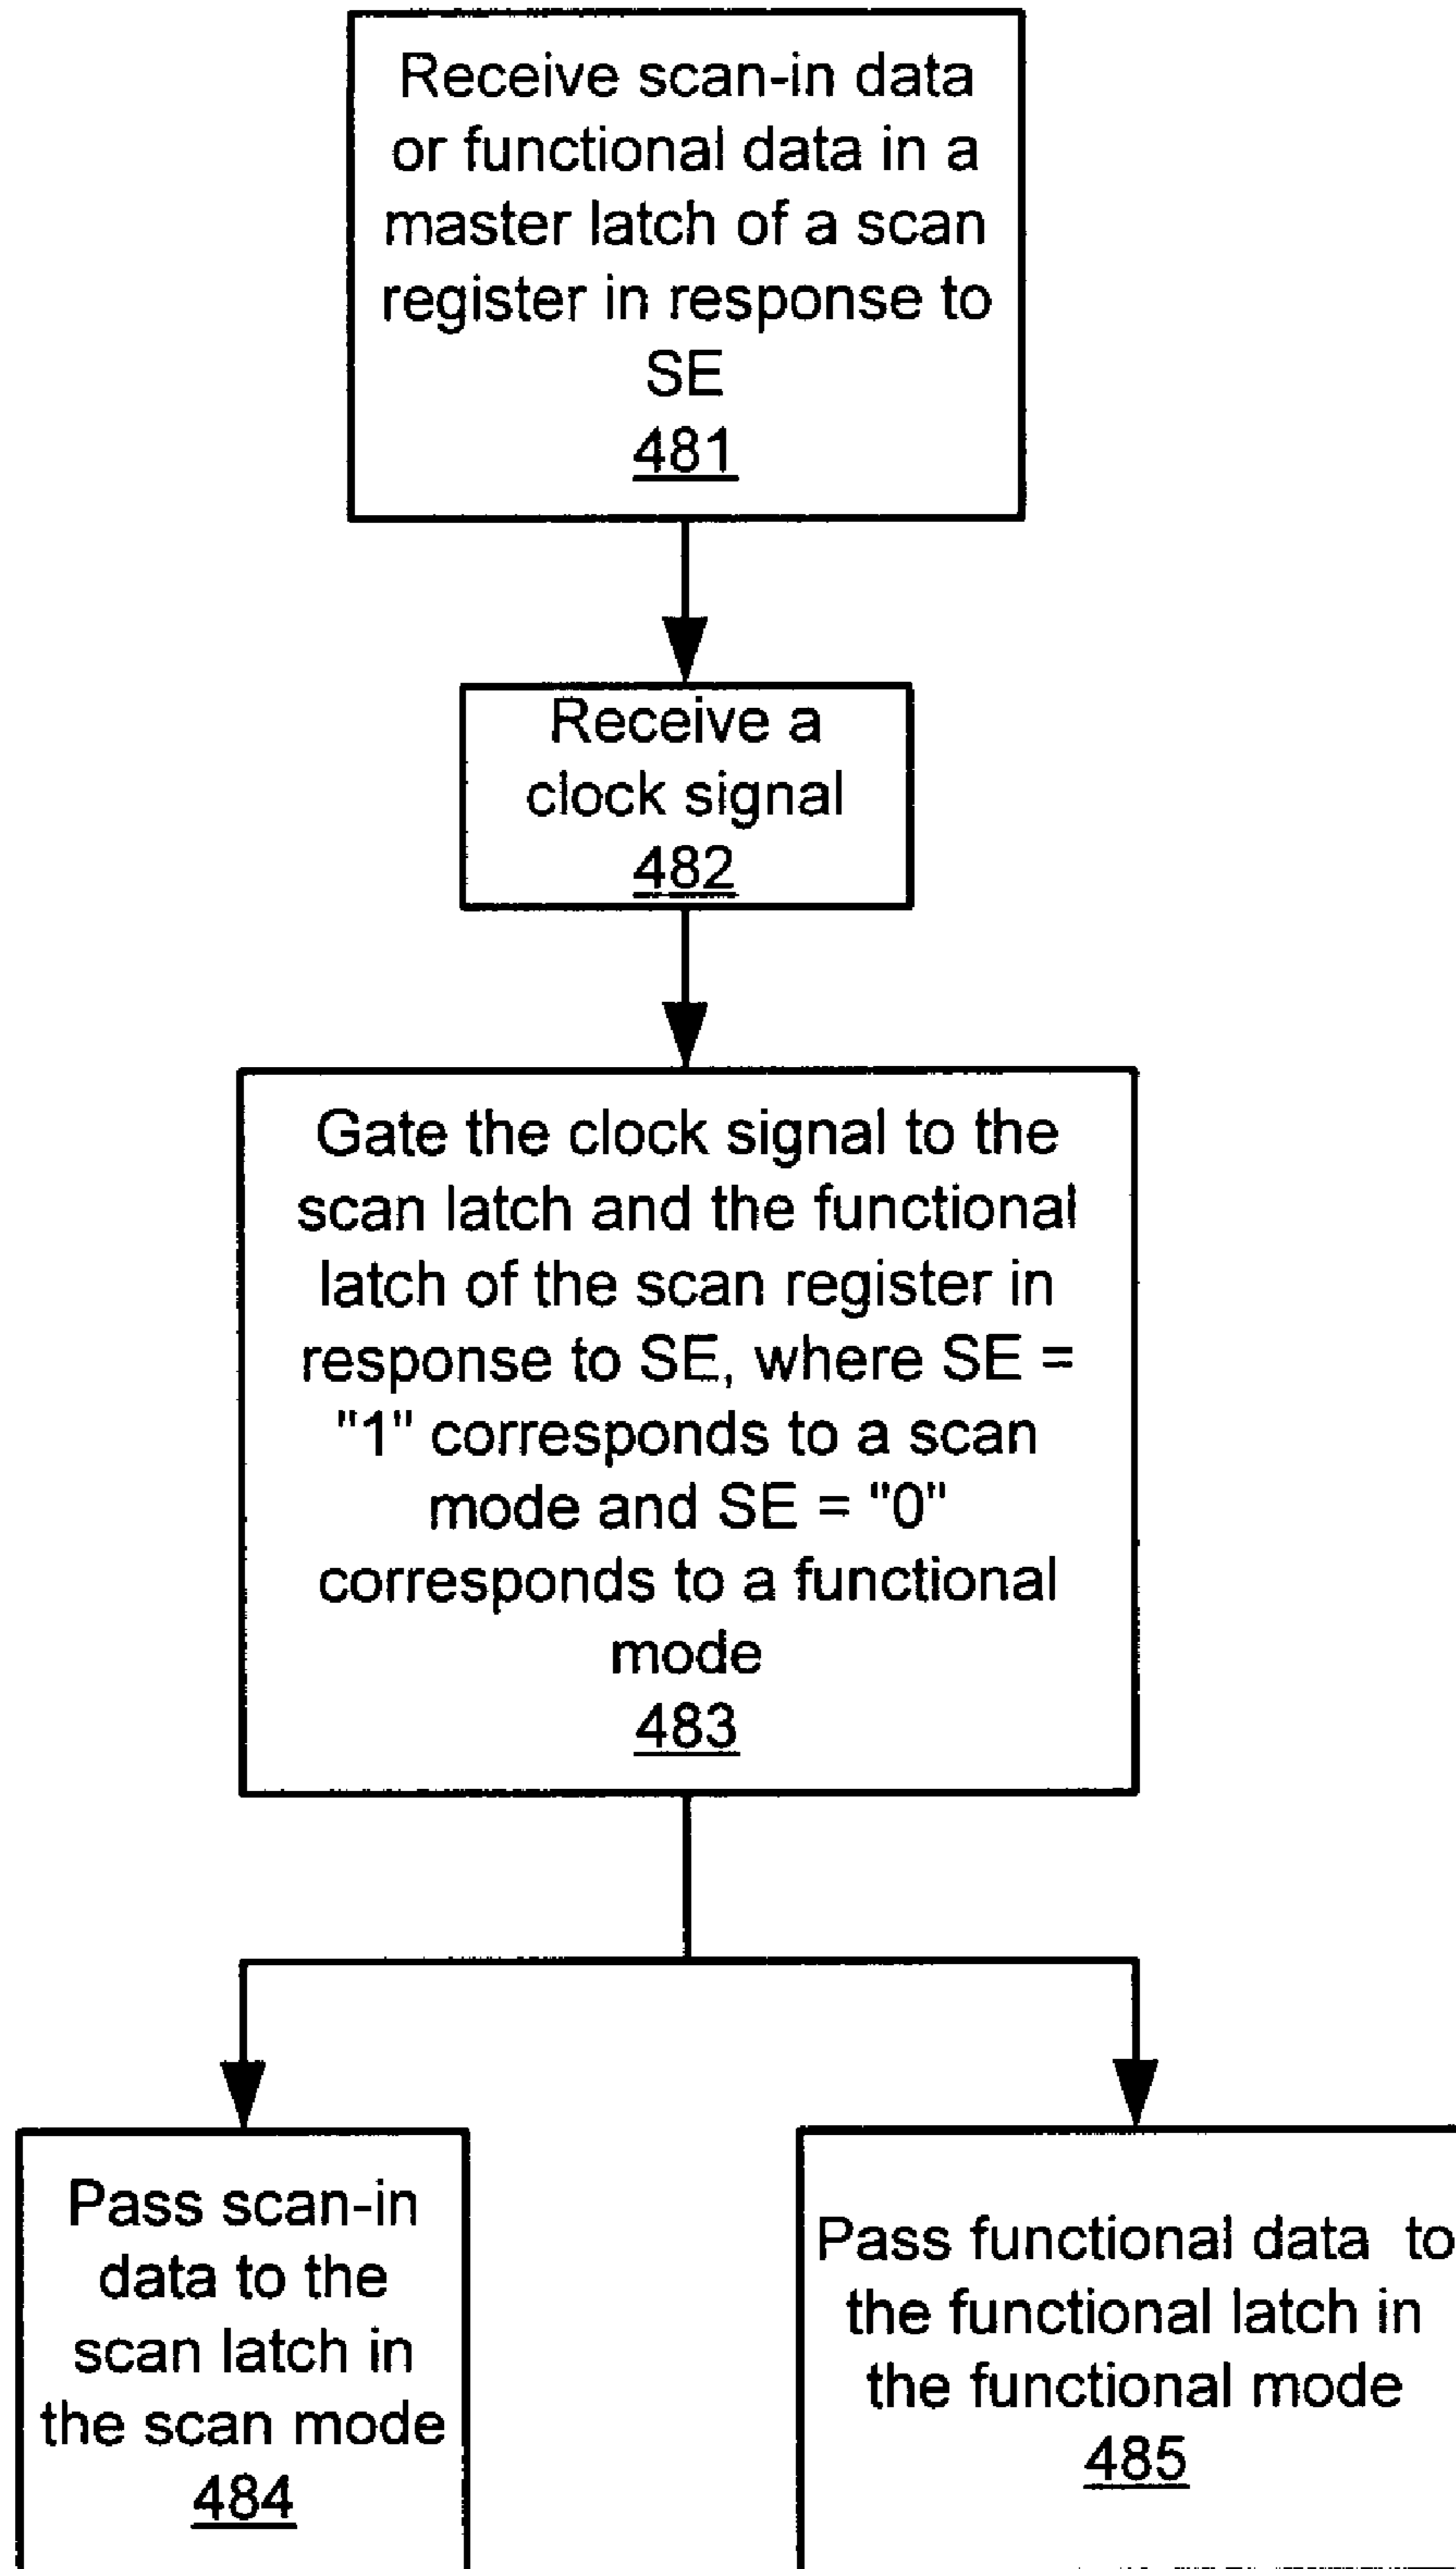 Receive scan-in data
or functional data in a
master latch of a scan
register in response to
SE
481
Receive a
clock signal
482
Gate the clock signal to the
scan latch and the functional
latch of the scan register in
response to SE, where SE =
"1" corresponds to a scan
mode and SE = "0"
corresponds to a functional
mode
483
Pass scan-in
data to the
scan latch in
the scan mode
484
Pass functional data to
the functional latch in
the functional mode
485